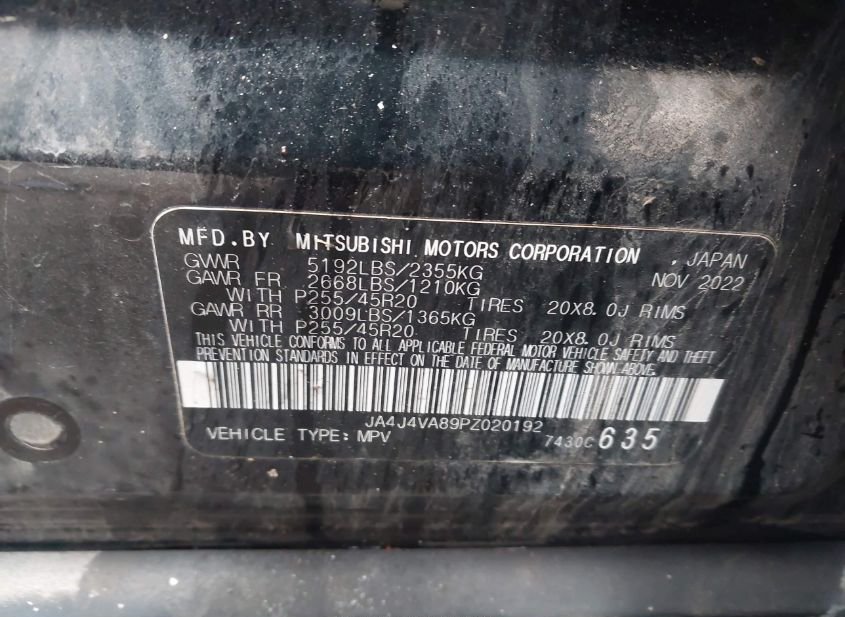 MFD.BY MITSUBISHI MOTORS CORPORATION , JAPAN
GVWR 5192LBS/2355KG NOV 2022
GAWR FR 2668LBS/1210KG
WITH P255/45R20 TIRES 20X8.0J RIMS
GAWR RR 3009LBS/1365KG
WITH P255/45R20 TIRES 20X8.0J RIMS
THIS VEHICLE CONFORMS TO ALL APPLICABLE FEDERAL MOTOR VEHICLE SAFETY AND THEFT
PREVENTION STANDARDS IN EFFECT ON THE DATE OF MANUFACTURE SHOWN ABOVE.
JA4J4VA89PZ020192
VEHICLE TYPE: MPV 7430C 635